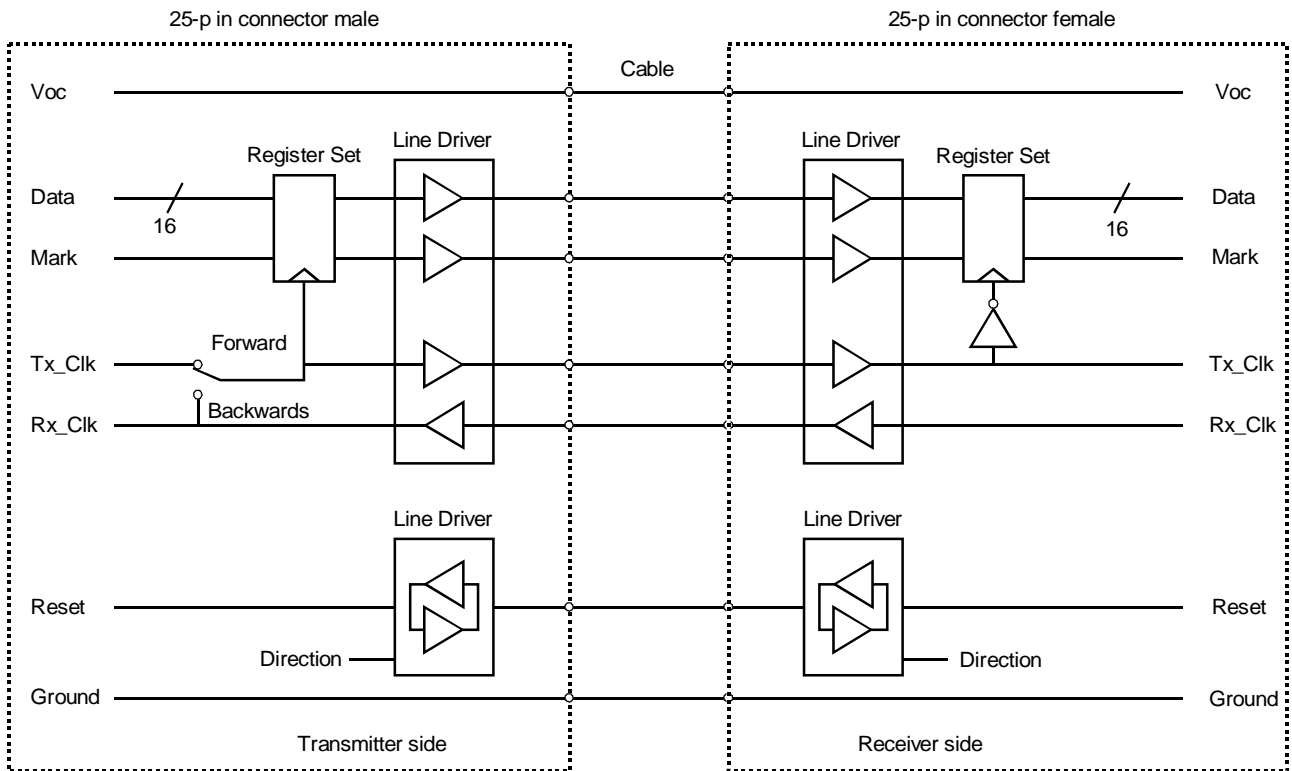 25-p in connector male
25-p in connector female
Cable
Voc
Voc
Line Driver
Line Driver
Register Set
Register Set
Data
Data
16
16
Mark
Mark
Forward
Tx_Clk
Tx_Clk
Backwards
Rx_Clk
Rx_Clk
Line Driver
Line Driver
Reset
Reset
Direction
Direction
Ground
Ground
Transmitter side
Receiver side